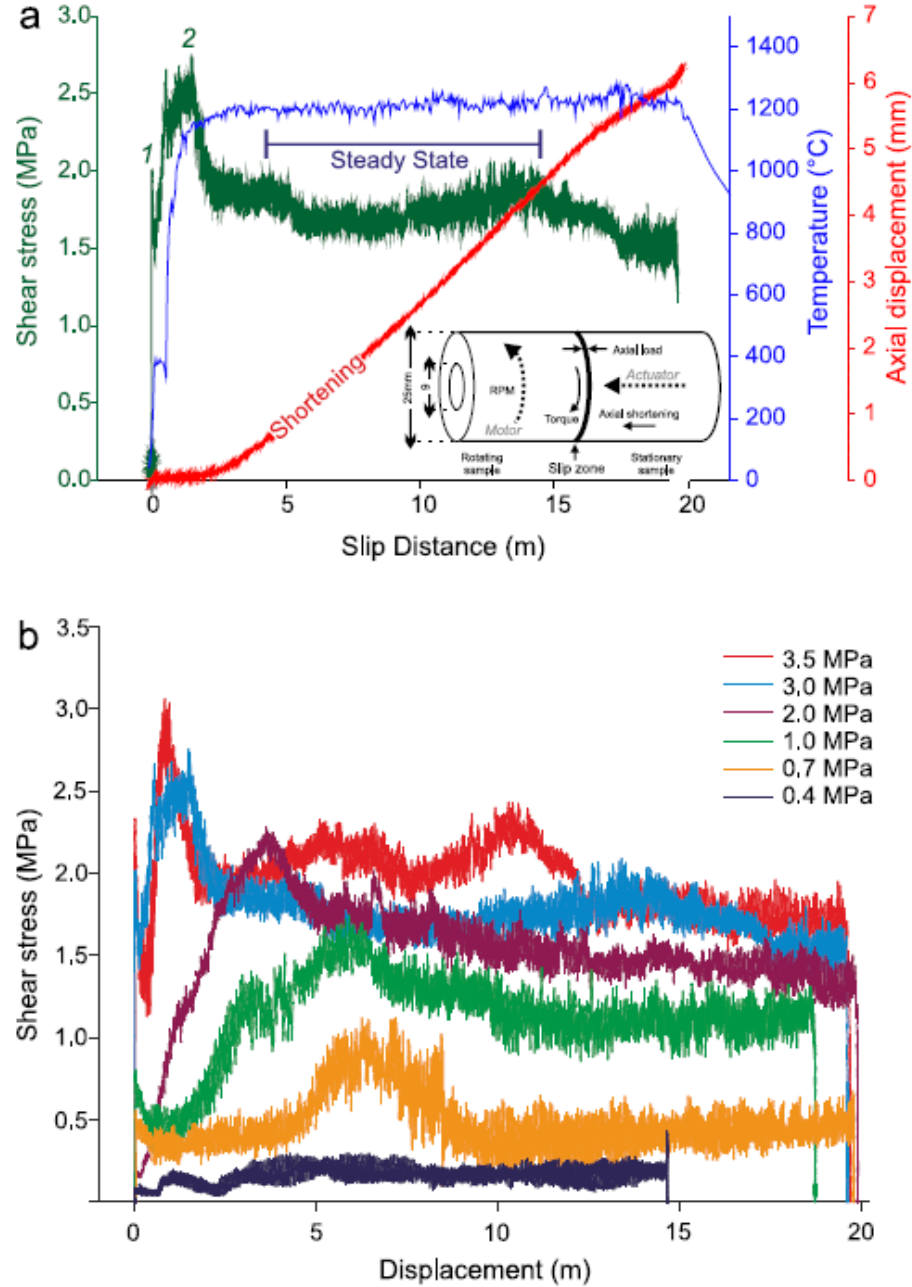 a
3.0
2.5
2.0
1.5
1.0
0.5
0.0
Shear stress (MPa)
1
2
Steady State
Shortening
0
5
10
15
20
Slip Distance (m)
1400
1200
1000
800
600
400
200
0
Temperature (°C)
7
6
5
4
3
2
1
0
Axial displacement (mm)
25mm
9
RPM
Motor
Torque
Axial load
Actuator
Axial shortening
Rotating
sample
Slip zone
Stationary
sample
b
3.5
3.0
2.5
2.0
1.5
1.0
0.5
Shear stress (MPa)
3.5 MPa
3.0 MPa
2.0 MPa
1.0 MPa
0.7 MPa
0.4 MPa
0
5
10
15
20
Displacement (m)